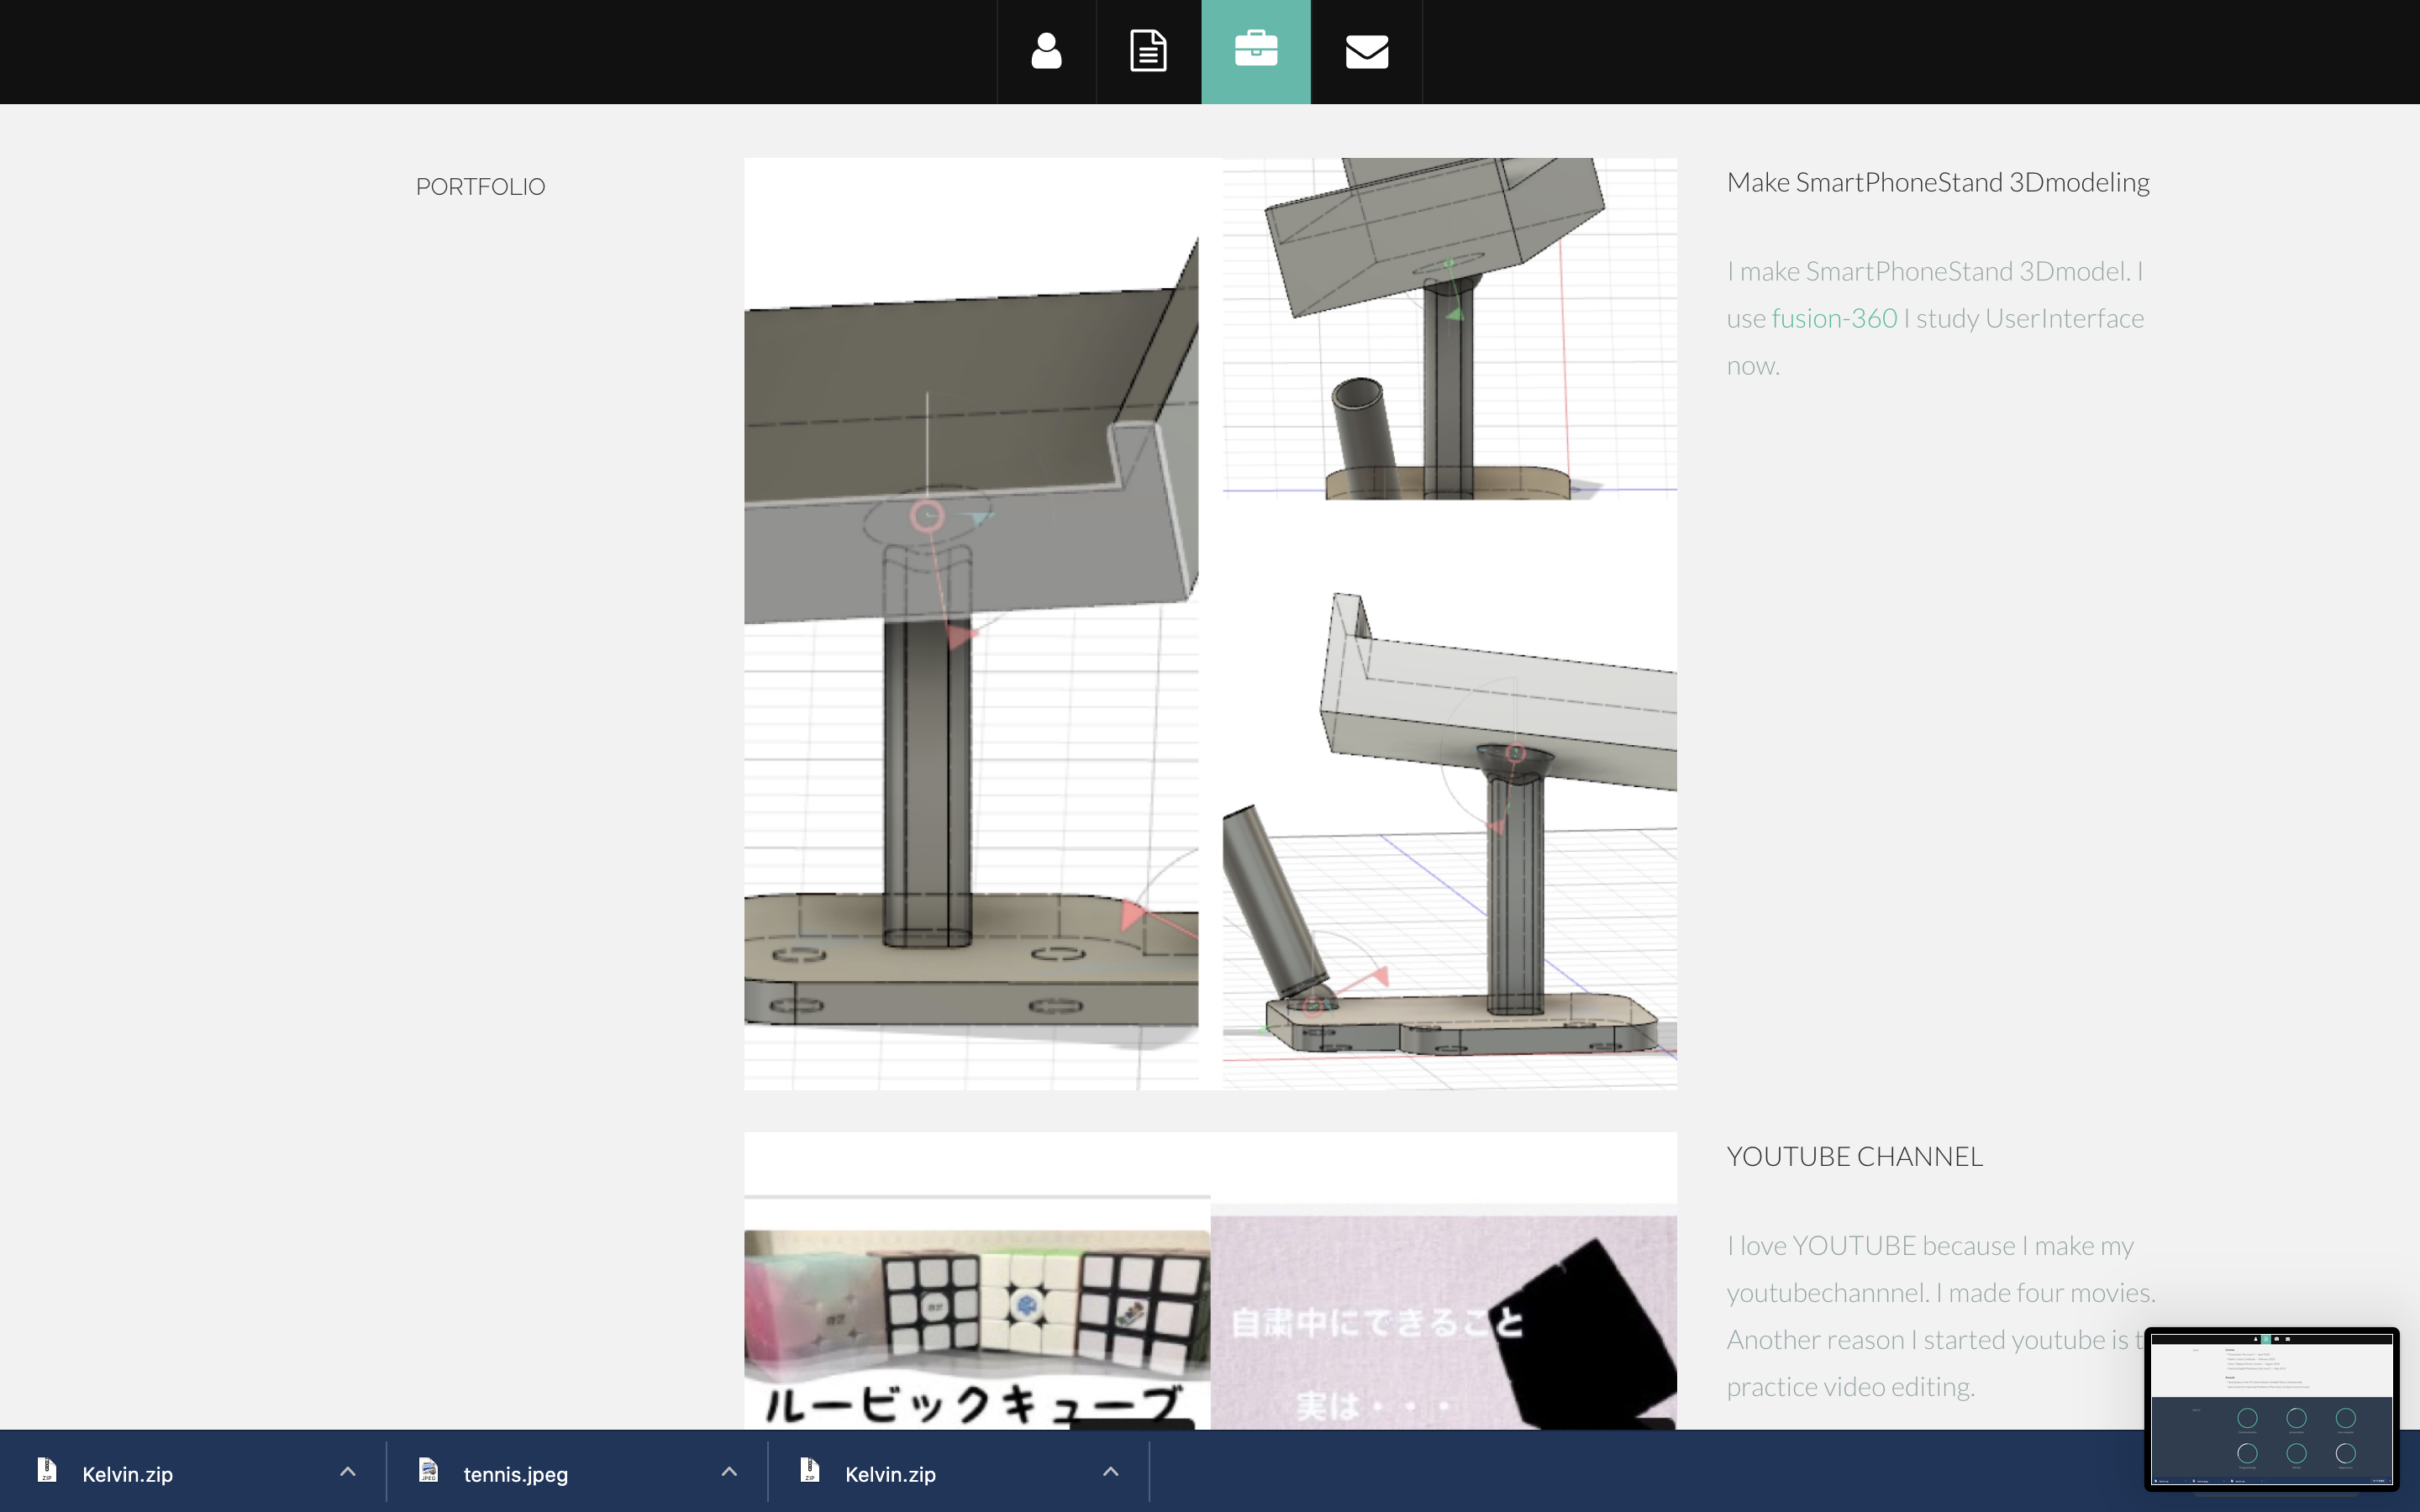 PORTFOLIO
Make SmartPhoneStand 3Dmodeling
I make SmartPhoneStand 3Dmodel. I
use fusion-360 I study UserInterface
now.
YOUTUBE CHANNEL
I love YOUTUBE because I make my
youtubechannnel. I made four movies.
Another reason I started youtube is t
practice video editing.
ルービックキューブ
自粛中にできること
実は・・・
Kelvin.zip
tennis.jpeg
Kelvin.zip